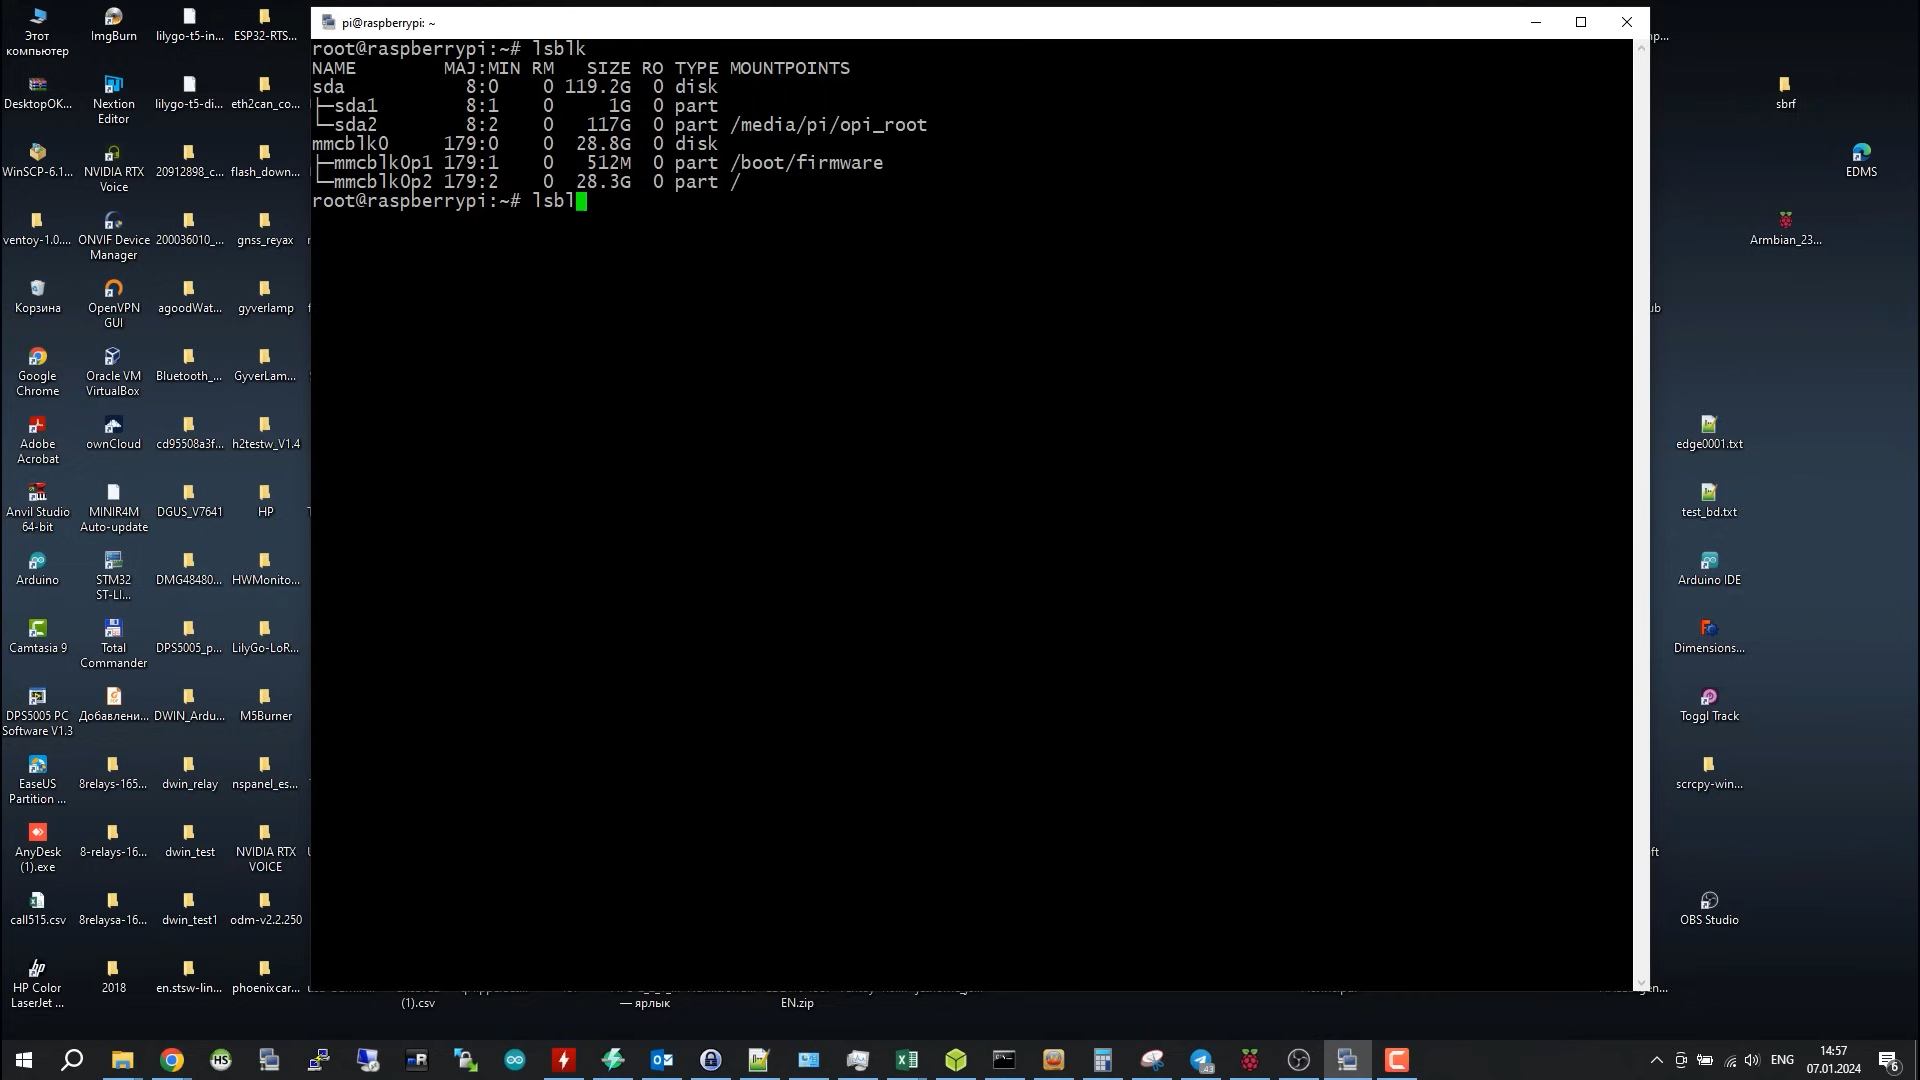 pi@raspberrypi: ~
root@raspberrypi:~# lsblk
NAME MAJ:MIN RM SIZE RO TYPE MOUNTPOINTS
sda 8:0 0 119.2G 0 disk
├─sda1 8:1 0 1G 0 part
└─sda2 8:2 0 117G 0 part /media/pi/opi_root
mmcblk0 179:0 0 28.8G 0 disk
├─mmcblk0p1 179:1 0 512M 0 part /boot/firmware
└─mmcblk0p2 179:2 0 28.3G 0 part /
root@raspberrypi:~# lsbl
Этот
компьютер
ImgBurn
lilygo-t5-in...
ESP32-RTS...
DesktopOK...
Nextion
Editor
lilygo-t5-di...
eth2can_co...
WinSCP-6.1...
NVIDIA RTX
Voice
20912898_c...
flash_down...
ventoy-1.0....
ONVIF Device
Manager
200036010_...
gnss_reyax
Корзина
OpenVPN
GUI
agoodWat...
gyverlamp
Google
Chrome
Oracle VM
VirtualBox
Bluetooth_...
GyverLam...
Adobe
Acrobat
ownCloud
cd95508a3f...
h2testw_V1.4
Anvil Studio
64-bit
MINIR4M
Auto-update
DGUS_V7641
HP
Arduino
STM32
ST-LI...
DMG48480...
HWMonito...
Camtasia 9
Total
Commander
DPS5005_p...
LilyGo-LoR...
DPS5005 PC
Software V1.3
Добавлени...
DWIN_Ardu...
M5Burner
EaseUS
Partition ...
8relays-165...
dwin_relay
nspanel_es...
AnyDesk
(1).exe
8-relays-16...
dwin_test
NVIDIA RTX
VOICE
call515.csv
8relaysa-16...
dwin_test1
odm-v2.2.250
HP Color
LaserJet ...
2018
en.stsw-lin...
phoenixcar...
(1).csv
— ярлык
EN.zip
sbrf
EDMS
Armbian_23...
edge0001.txt
test_bd.txt
Arduino IDE
Dimensions...
Toggl Track
scrcpy-win...
OBS Studio
HS
.43
ENG
14:57
07.01.2024
6